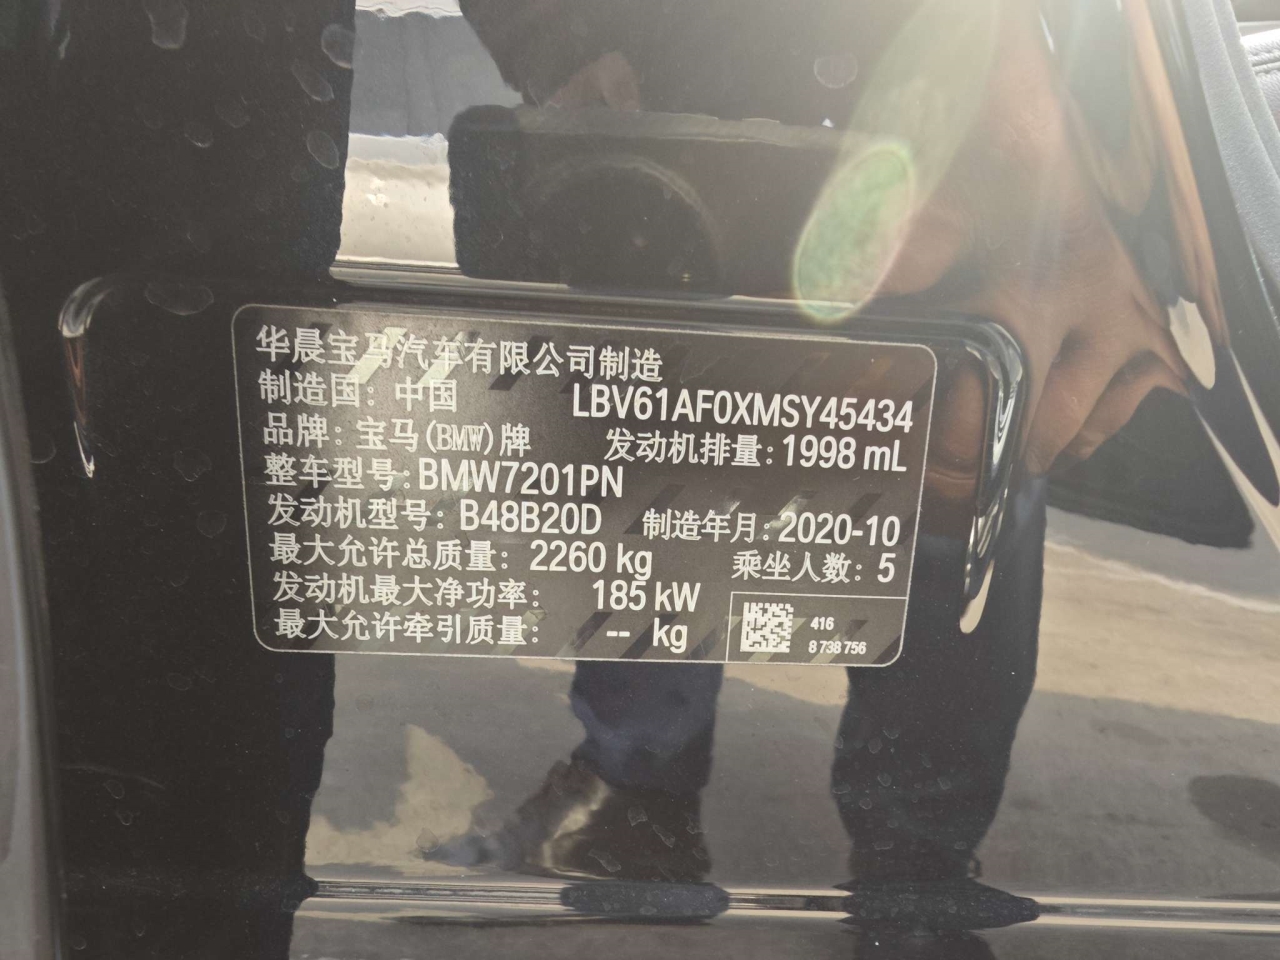 华晨宝马汽车有限公司制造
制造国：中国 LBV61AF0XMSY45434
品牌：宝马(BMW)牌 发动机排量：1998 mL
整车型号：BMW7201PN
发动机型号：B48B20D 制造年月：2020-10
最大允许总质量：2260 kg 乘坐人数：5
发动机最大净功率：185 kW
最大允许牵引质量：-- kg
416
8 738 756